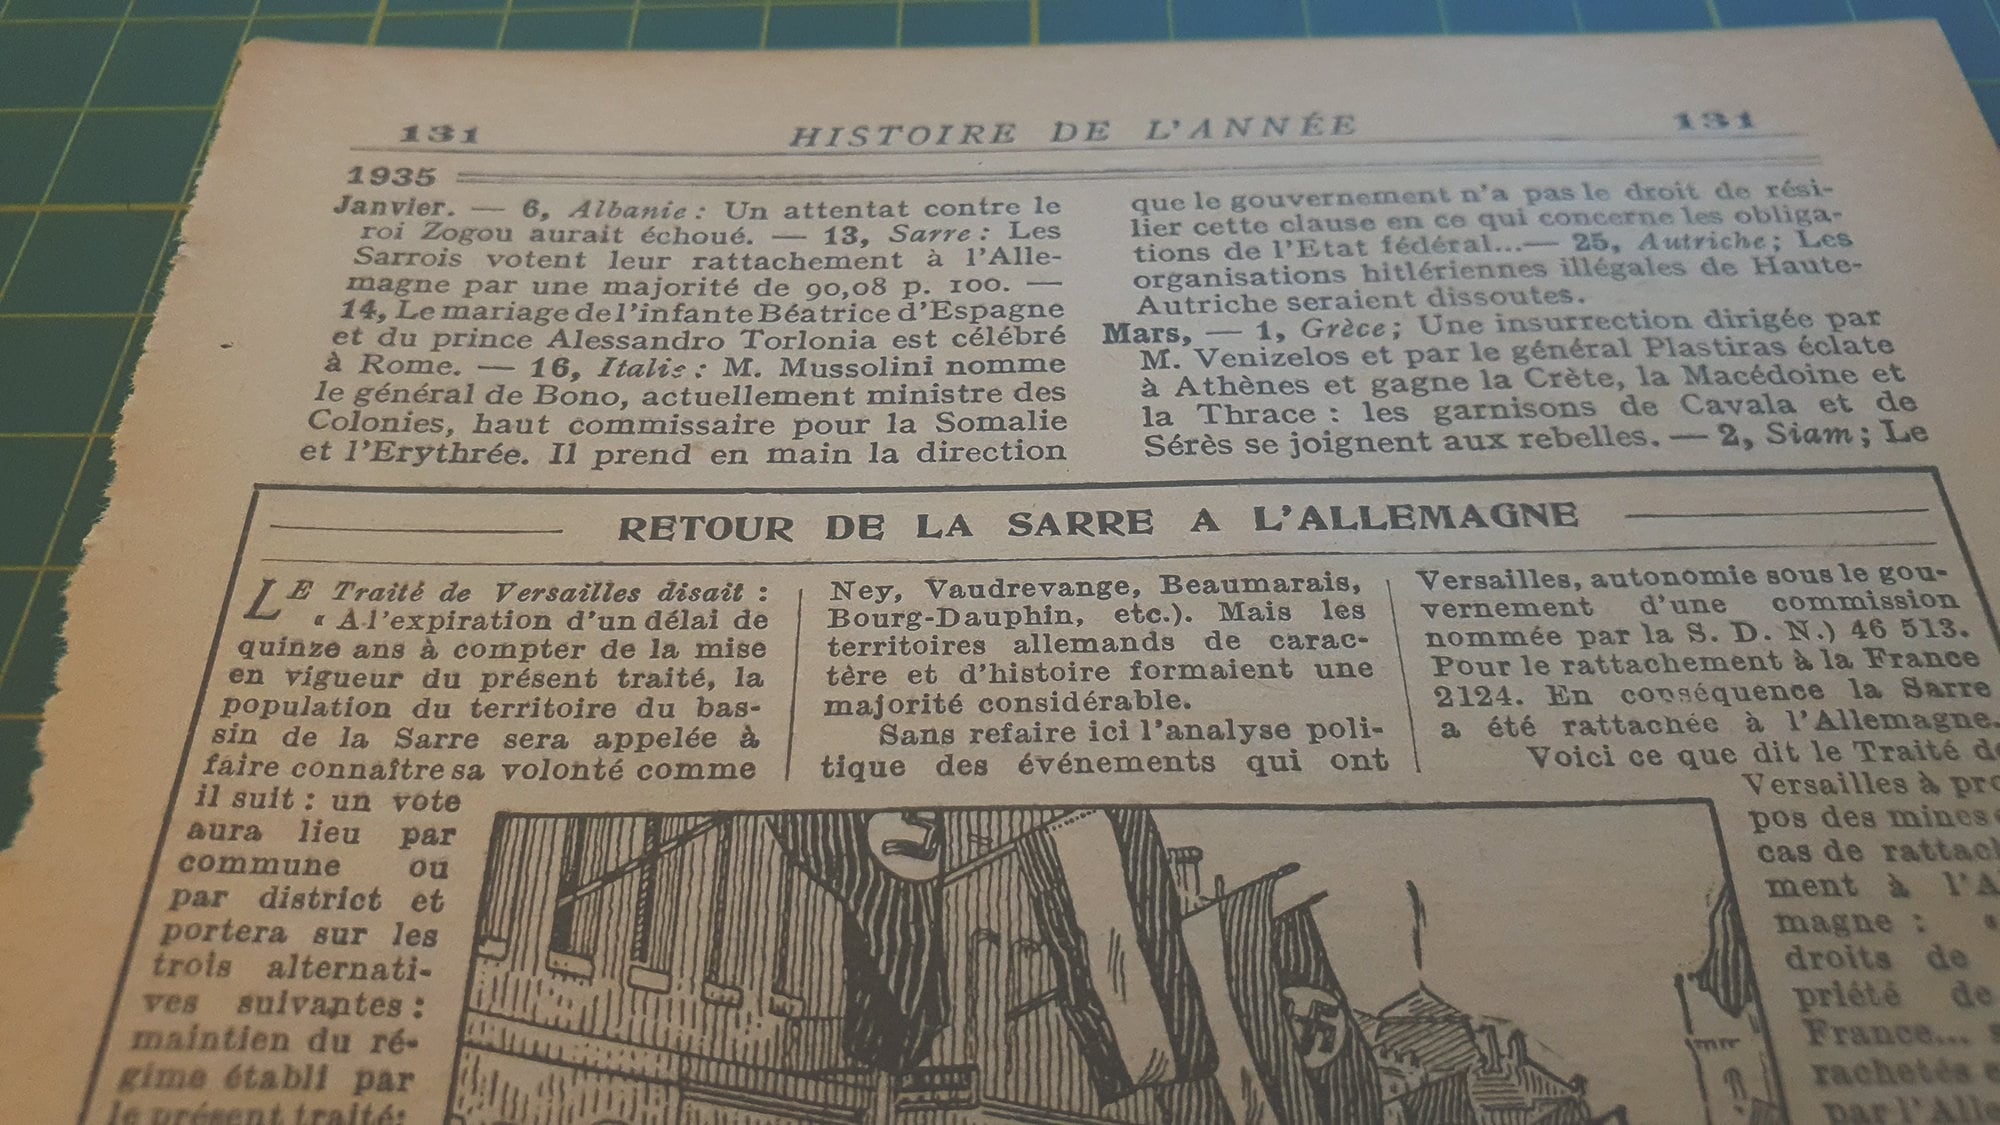 131 HISTOIRE DE L'ANNÉE 131
1935
Janvier. — 6, Albanie : Un attentat contre le
roi Zogou aurait échoué. — 13, Sarre : Les
Sarrois votent leur rattachement à l'Alle-
magne par une majorité de 90,08 p. 100. —
14, Le mariage de l'infante Béatrice d'Espagne
et du prince Alessandro Torlonia est célébré
à Rome. — 16, Italie : M. Mussolini nomme
le général de Bono, actuellement ministre des
Colonies, haut commissaire pour la Somalie
et l'Erythrée. Il prend en main la direction
que le gouvernement n'a pas le droit de rési-
lier cette clause en ce qui concerne les obliga-
tions de l'Etat fédéral...— 25, Autriche ; Les
organisations hitlériennes illégales de Haute-
Autriche seraient dissoutes.
Mars, — 1, Grèce ; Une insurrection dirigée par
M. Venizelos et par le général Plastiras éclate
à Athènes et gagne la Crète, la Macédoine et
la Thrace : les garnisons de Cavala et de
Sérès se joignent aux rebelles. — 2, Siam ; Le
RETOUR DE LA SARRE A L'ALLEMAGNE
LE Traité de Versailles disait :
« A l'expiration d'un délai de
quinze ans à compter de la mise
en vigueur du présent traité, la
population du territoire du bas-
sin de la Sarre sera appelée à
faire connaître sa volonté comme
il suit : un vote
aura lieu par
commune ou
par district et
portera sur les
trois alternati-
ves suivantes :
maintien du ré-
gime établi par
le présent traité:
Ney, Vaudrevange, Beaumarais,
Bourg-Dauphin, etc.). Mais les
territoires allemands de carac-
tère et d'histoire formaient une
majorité considérable.
Sans refaire ici l'analyse poli-
tique des événements qui ont
Versailles, autonomie sous le gou-
vernement d'une commission
nommée par la S. D. N.) 46 513.
Pour le rattachement à la France
2124. En conséquence la Sarre
a été rattachée à l'Allemagne.
Voici ce que dit le Traité de
Versailles à pro
pos des mines
cas de rattach
ment à l'A
magne : «
droits de
priété de
France...
rachetés e
par l'Alle